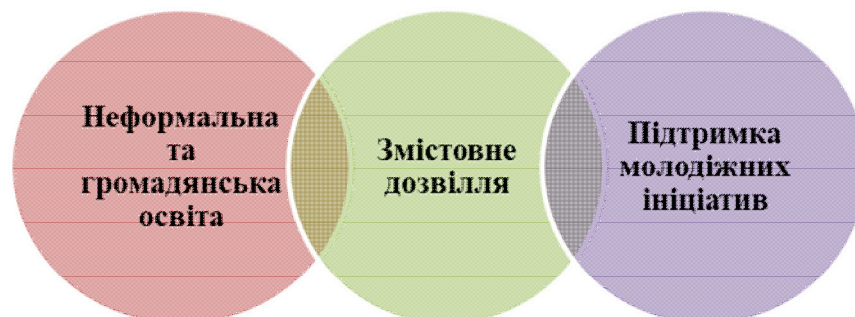 Неформальна
та
громадянська
освіта
Змістовне
дозвілля
Підтримка
молодіжних
ініціатив